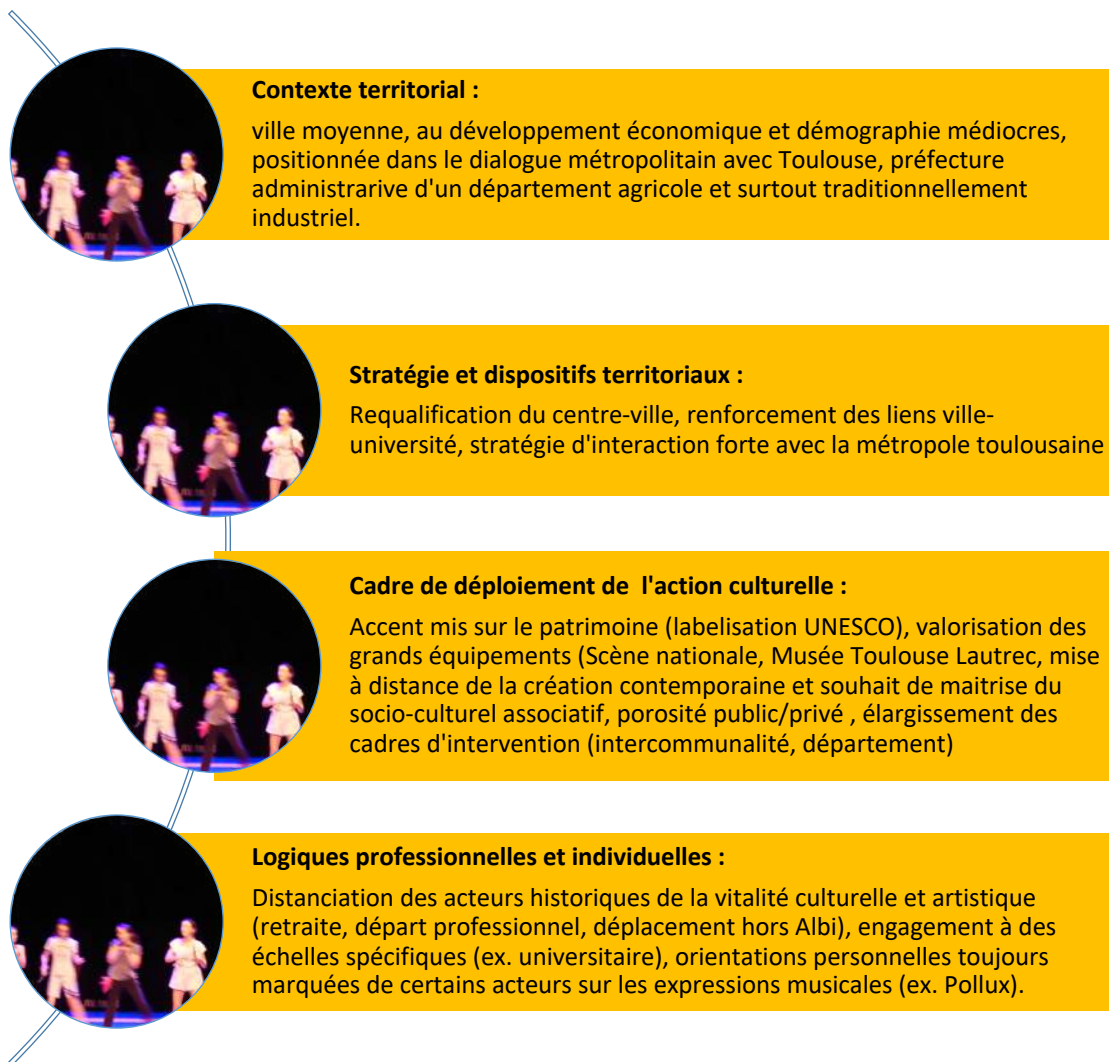 Contexte territorial :
ville moyenne, au développement économique et démographie médiocres,
positionnée dans le dialogue métropolitain avec Toulouse, préfecture
administrarive d'un département agricole et surtout traditionnellement
industriel.
Stratégie et dispositifs territoriaux :
Requalification du centre-ville, renforcement des liens ville-
université, stratégie d'interaction forte avec la métropole toulousaine
Cadre de déploiement de  l'action culturelle :
Accent mis sur le patrimoine (labelisation UNESCO), valorisation des
grands équipements (Scène nationale, Musée Toulouse Lautrec, mise
à distance de la création contemporaine et souhait de maitrise du
socio-culturel associatif, porosité public/privé , élargissement des
cadres d'intervention (intercommunalité, département)
Logiques professionnelles et individuelles :
Distanciation des acteurs historiques de la vitalité culturelle et artistique
(retraite, départ professionnel, déplacement hors Albi), engagement à des
échelles spécifiques (ex. universitaire), orientations personnelles toujours
marquées de certains acteurs sur les expressions musicales (ex. Pollux).